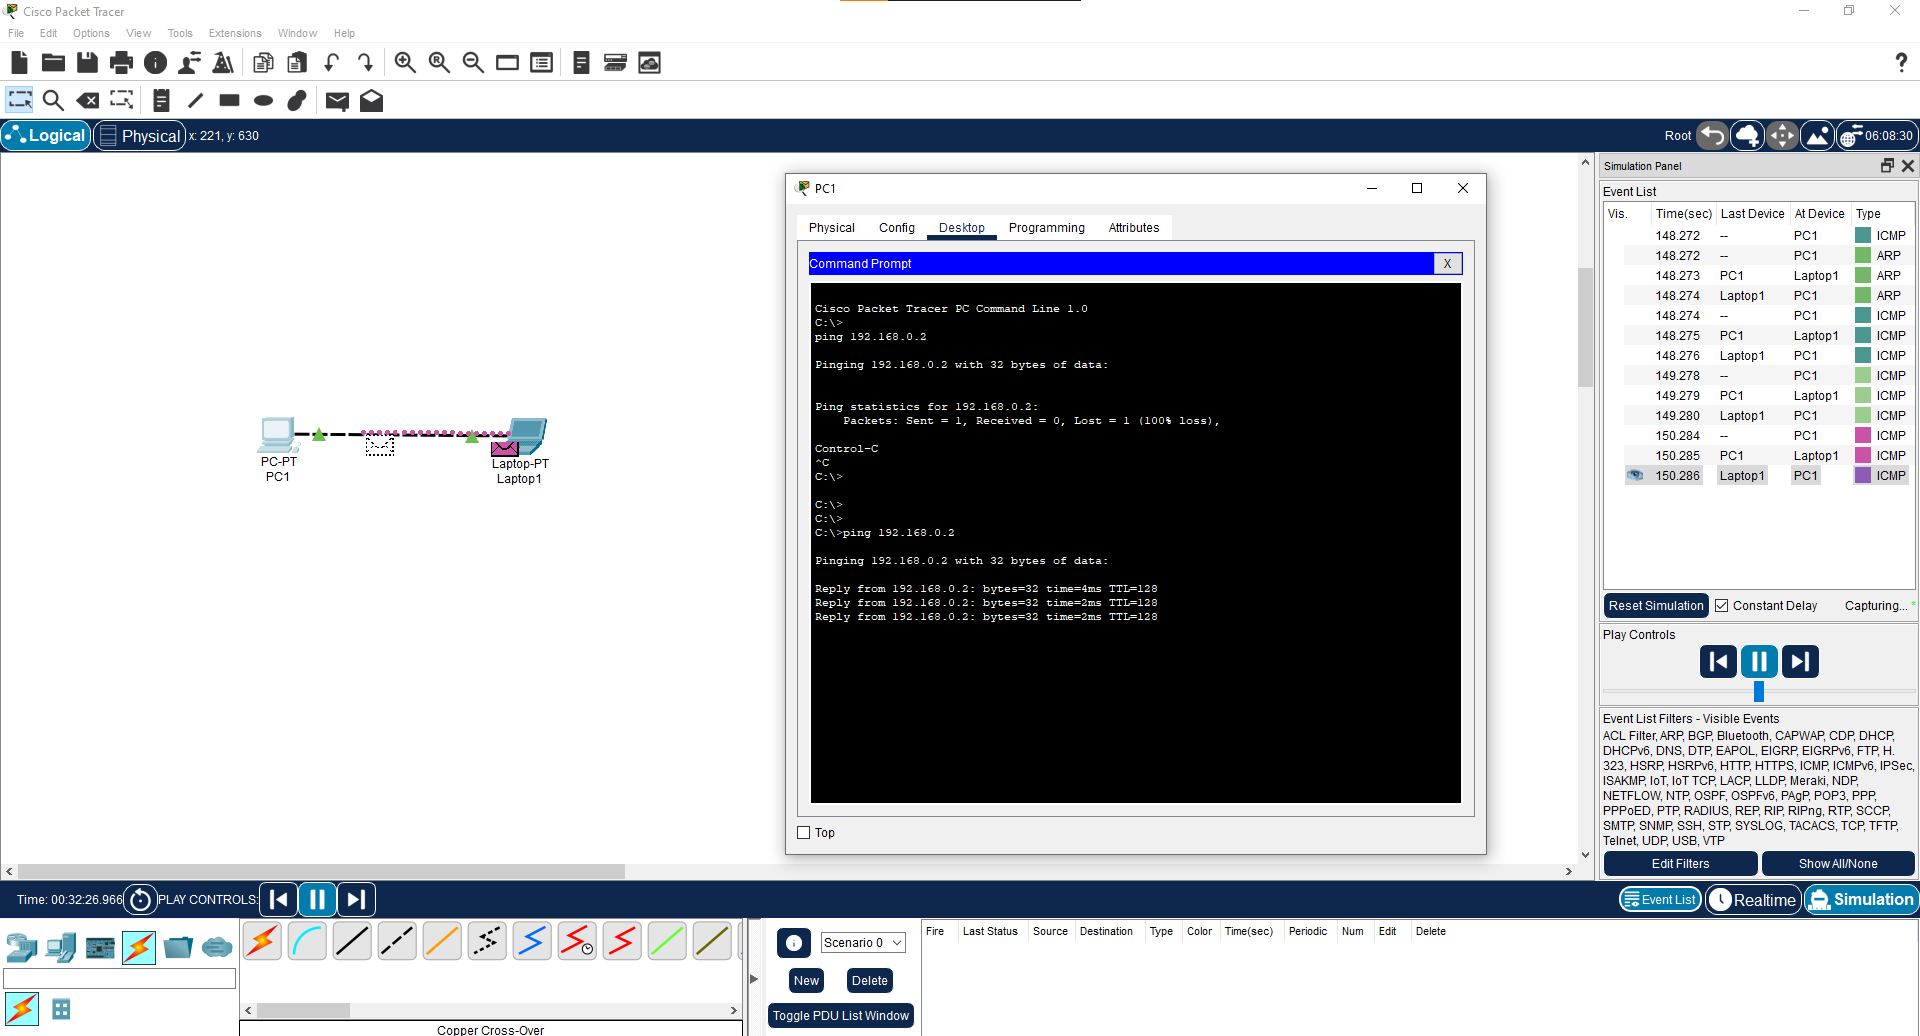 Cisco Packet Tracer
File Edit Options View Tools Extensions Window Help
Logical Physical x: 221, y: 630
Root 06:08:30
PC-PT
PC1
Laptop-PT
Laptop1
PC1
Physical Config Desktop Programming Attributes
Command Prompt X
Cisco Packet Tracer PC Command Line 1.0
C:\>
ping 192.168.0.2
Pinging 192.168.0.2 with 32 bytes of data:
Ping statistics for 192.168.0.2:
Packets: Sent = 1, Received = 0, Lost = 1 (100% loss),
Control-C
^C
C:\>
C:\>
C:\>
C:\>ping 192.168.0.2
Pinging 192.168.0.2 with 32 bytes of data:
Reply from 192.168.0.2: bytes=32 time=4ms TTL=128
Reply from 192.168.0.2: bytes=32 time=2ms TTL=128
Reply from 192.168.0.2: bytes=32 time=2ms TTL=128
Top
Simulation Panel
Event List
Vis. Time(sec) Last Device At Device Type
148.272 -- PC1 ICMP
148.272 -- PC1 ARP
148.273 PC1 Laptop1 ARP
148.274 Laptop1 PC1 ARP
148.274 -- PC1 ICMP
148.275 PC1 Laptop1 ICMP
148.276 Laptop1 PC1 ICMP
149.278 -- PC1 ICMP
149.279 PC1 Laptop1 ICMP
149.280 Laptop1 PC1 ICMP
150.284 -- PC1 ICMP
150.285 PC1 Laptop1 ICMP
150.286 Laptop1 PC1 ICMP
Reset Simulation Constant Delay Capturing...
Play Controls
Event List Filters - Visible Events
ACL Filter, ARP, BGP, Bluetooth, CAPWAP, CDP, DHCP,
DHCPv6, DNS, DTP, EAPOL, EIGRP, EIGRPv6, FTP, H.
323, HSRP, HSRPv6, HTTP, HTTPS, ICMP, ICMPv6, IPSec,
ISAKMP, IoT, IoT TCP, LACP, LLDP, Meraki, NDP,
NETFLOW, NTP, OSPF, OSPFv6, PAgP, POP3, PPP,
PPPoED, PTP, RADIUS, REP, RIP, RIPng, RTP, SCCP,
SMTP, SNMP, SSH, STP, SYSLOG, TACACS, TCP, TFTP,
Telnet, UDP, USB, VTP
Edit Filters Show All/None
Time: 00:32:26.966 PLAY CONTROLS:
Event List Realtime Simulation
Scenario 0
New Delete
Toggle PDU List Window
Fire Last Status Source Destination Type Color Time(sec) Periodic Num Edit Delete
Copper Cross-Over